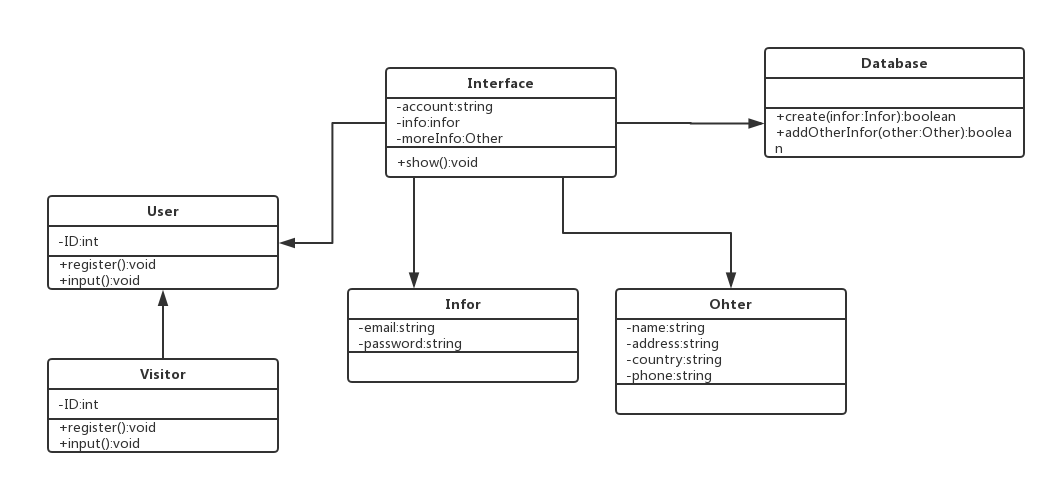 Interface
-account:string
-info:infor
-moreInfo:Other
+show():void
Database
+create(infor:Infor):boolean
+addOtherInfor(other:Other):boolea
n
User
-ID:int
+register():void
+input():void
Infor
-email:string
-password:string
Ohter
-name:string
-address:string
-country:string
-phone:string
Visitor
-ID:int
+register():void
+input():void